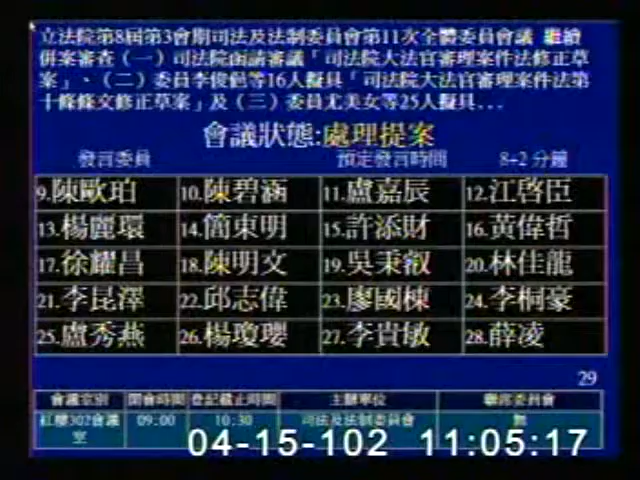 立法院第8屆第3會期司法及法制委員會第11次全體委員會議 繼續
併案審查（一）司法院函請審議「司法院大法官審理案件法修正草
案」、（二）委員李俊俋等16人擬具「司法院大法官審理案件法第
十條條文修正草案」及（三）委員尤美女等25人擬具...
會議狀態:處理提案
發言委員 預定發言時間 8+2 分鐘
9.陳歐珀 10.陳碧涵 11.盧嘉辰 12.江啓臣
13.楊麗環 14.簡東明 15.許添財 16.黃偉哲
17.徐耀昌 18.陳明文 19.吳秉叡 20.林佳龍
21.李昆澤 22.邱志偉 23.廖國棟 24.李桐豪
25.盧秀燕 26.楊瓊瓔 27.李貴敏 28.薛凌
29
會議室別 開會時間 登記截止時間 主辦單位 聯席委員會
紅樓302會議室 09:00 10:30 司法及法制委員會 無
04-15-102 11:05:17